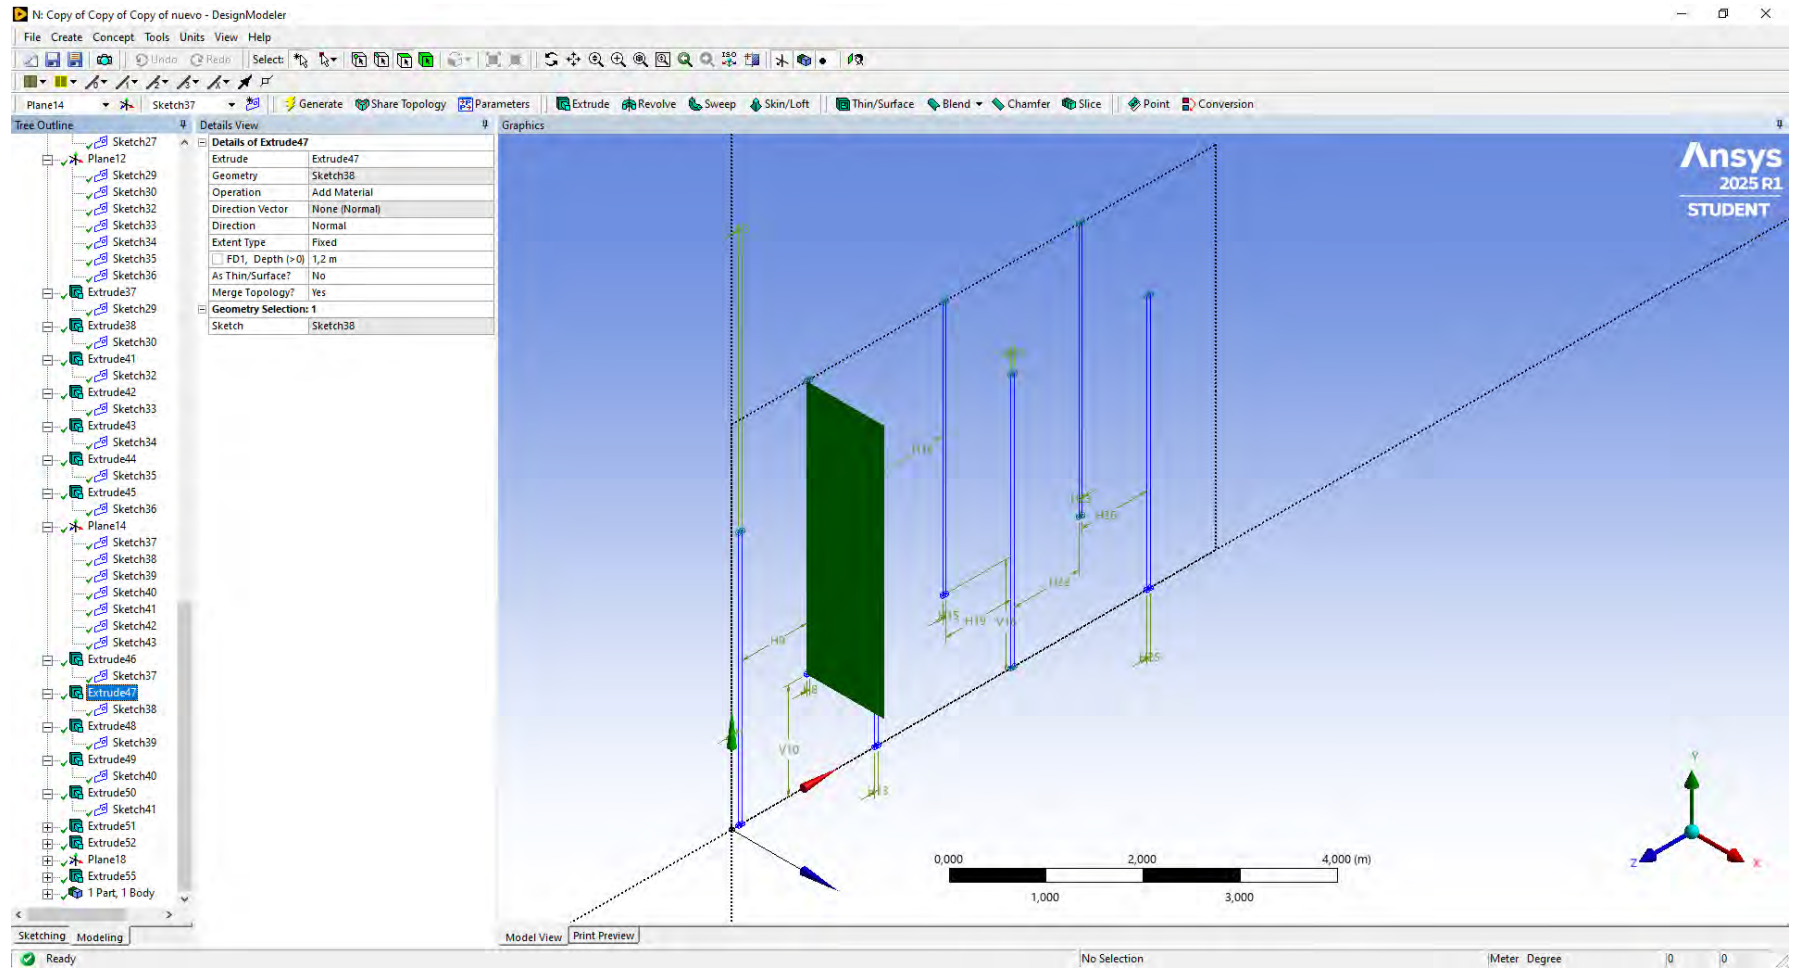 N: Copy of Copy of Copy of nuevo - DesignModeler
File Create Concept Tools Units View Help
Undo Redo Select: ISO
Plane14 Sketch37 Generate Share Topology Parameters Extrude Revolve Sweep Skin/Loft Thin/Surface Blend Chamfer Slice Point Conversion
Tree Outline
Sketch27
Plane12
Sketch29
Sketch30
Sketch32
Sketch33
Sketch34
Sketch35
Sketch36
Extrude37
Sketch29
Extrude38
Sketch30
Extrude41
Sketch32
Extrude42
Sketch33
Extrude43
Sketch34
Extrude44
Sketch35
Extrude45
Sketch36
Plane14
Sketch37
Sketch38
Sketch39
Sketch40
Sketch41
Sketch42
Sketch43
Extrude46
Sketch37
Extrude47
Sketch38
Extrude48
Sketch39
Extrude49
Sketch40
Extrude50
Sketch41
Extrude51
Extrude52
Plane18
Extrude55
1 Part, 1 Body
Sketching Modeling
Details View
Details of Extrude47
Extrude Extrude47
Geometry Sketch38
Operation Add Material
Direction Vector None (Normal)
Direction Normal
Extent Type Fixed
FD1, Depth (>0) 1,2 m
As Thin/Surface? No
Merge Topology? Yes
Geometry Selection: 1
Sketch Sketch38
Graphics
Ansys
2025 R1
STUDENT
H26
H22
H19
H9
V10
0,000 2,000 4,000 (m)
1,000 3,000
Y
Z X
Model View Print Preview
Ready No Selection Meter Degree 0 0